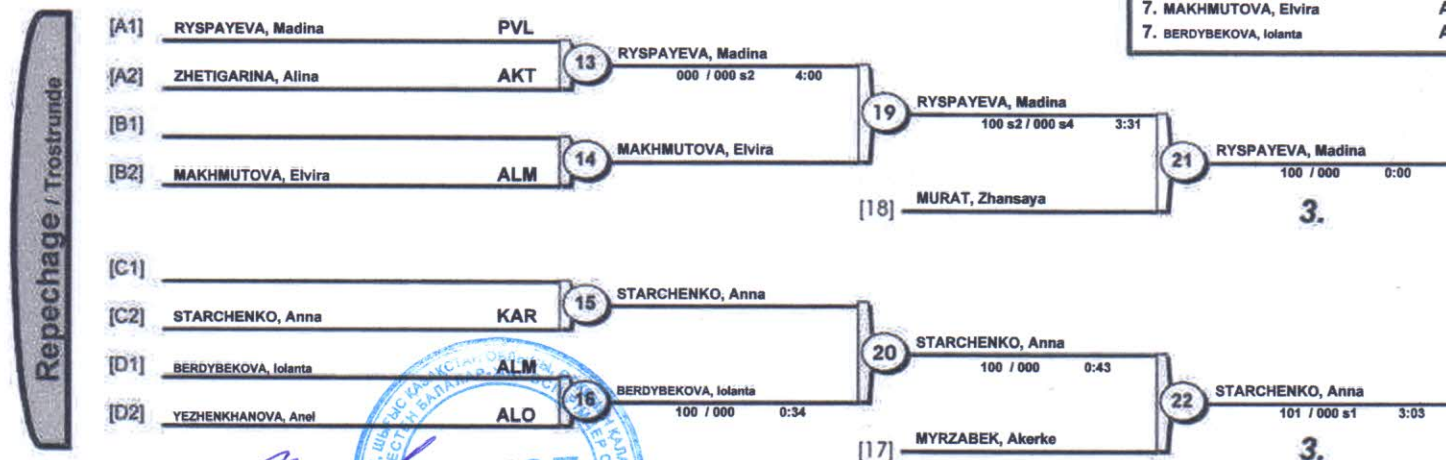 7. MAKHMUTOVA, Elvira A
7. BERDYBEKOVA, Iolanta A
Repechage / Trostrunde
[A1] RYSPAYEVA, Madina PVL
[A2] ZHETIGARINA, Alina AKT
[B1]
[B2] MAKHMUTOVA, Elvira ALM
13 RYSPAYEVA, Madina
000 / 000 s2 4:00
14 MAKHMUTOVA, Elvira
19 RYSPAYEVA, Madina
100 s2 / 000 s4 3:31
[18] MURAT, Zhansaya
21 RYSPAYEVA, Madina
100 / 000 0:00
3.
[C1]
[C2] STARCHENKO, Anna KAR
[D1] BERDYBEKOVA, Iolanta ALM
[D2] YEZHENKHANOVA, Anel ALO
15 STARCHENKO, Anna
16 BERDYBEKOVA, Iolanta
100 / 000 0:34
20 STARCHENKO, Anna
100 / 000 0:43
[17] MYRZABEK, Akerke
22 STARCHENKO, Anna
101 / 000 s1 3:03
3.